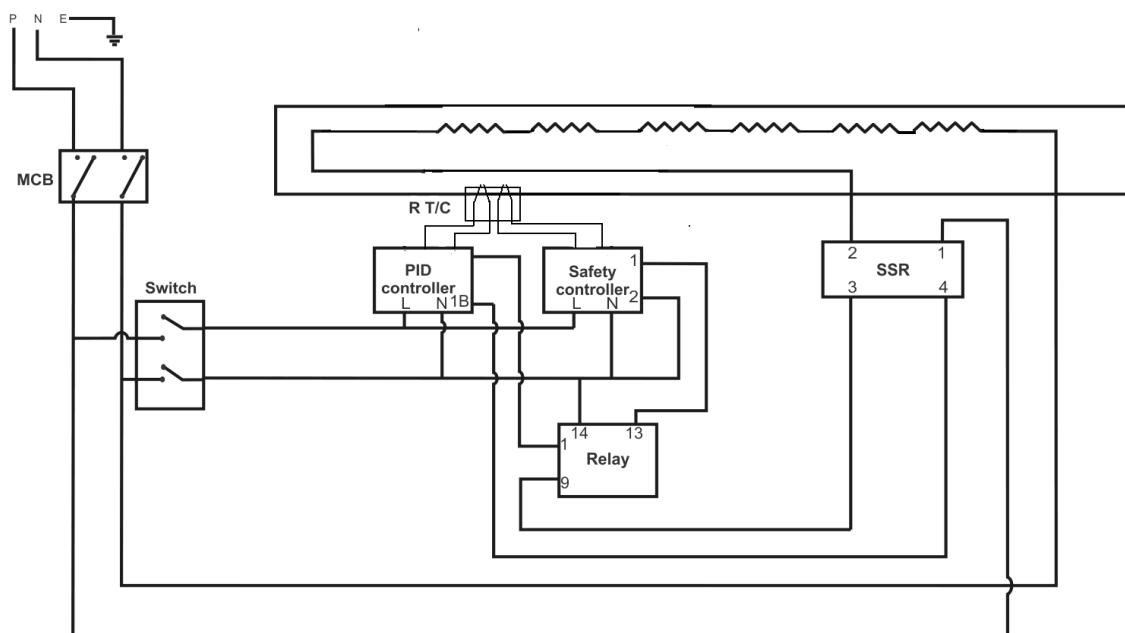 P N E
MCB
R T/C
PID
controller
L N 1B
Safety
controller
L N
1
2
2 1
SSR
3 4
Switch
14 13
1
Relay
9